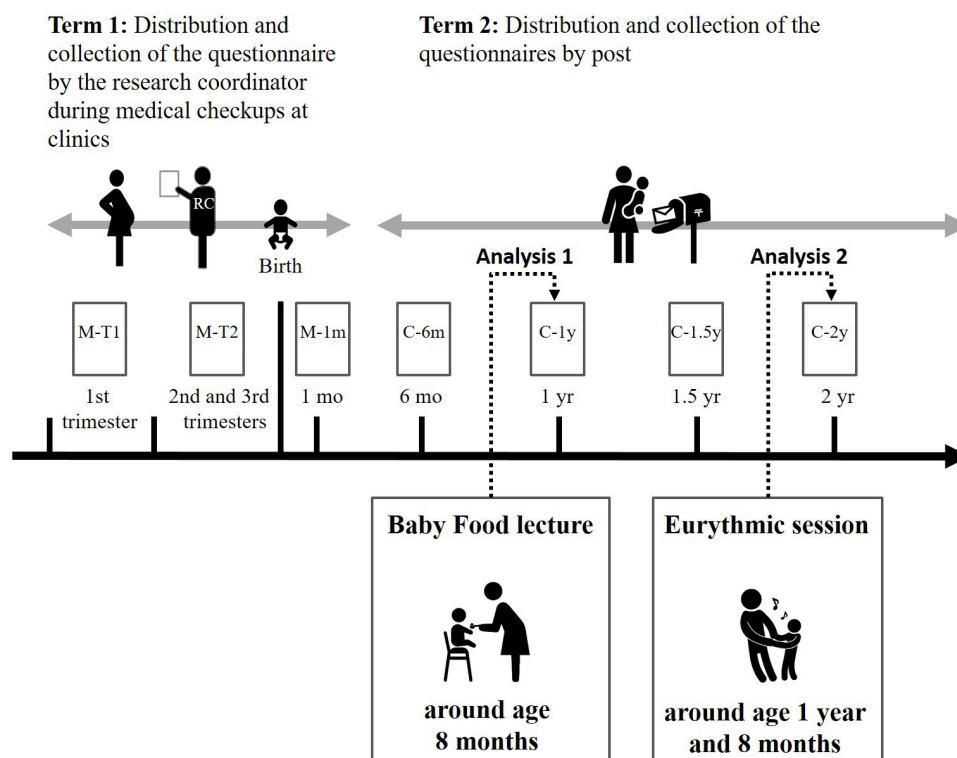 Term 1: Distribution and
collection of the questionnaire
by the research coordinator
during medical checkups at
clinics
Term 2: Distribution and collection of the
questionnaires by post
RC
〒
Birth
Analysis 1
Analysis 2
M-T1
M-T2
M-1m
C-6m
C-1y
C-1.5y
C-2y
1st
trimester
2nd and 3rd
trimesters
1 mo
6 mo
1 yr
1.5 yr
2 yr
Baby Food lecture
around age
8 months
Eurythmic session
around age 1 year
and 8 months